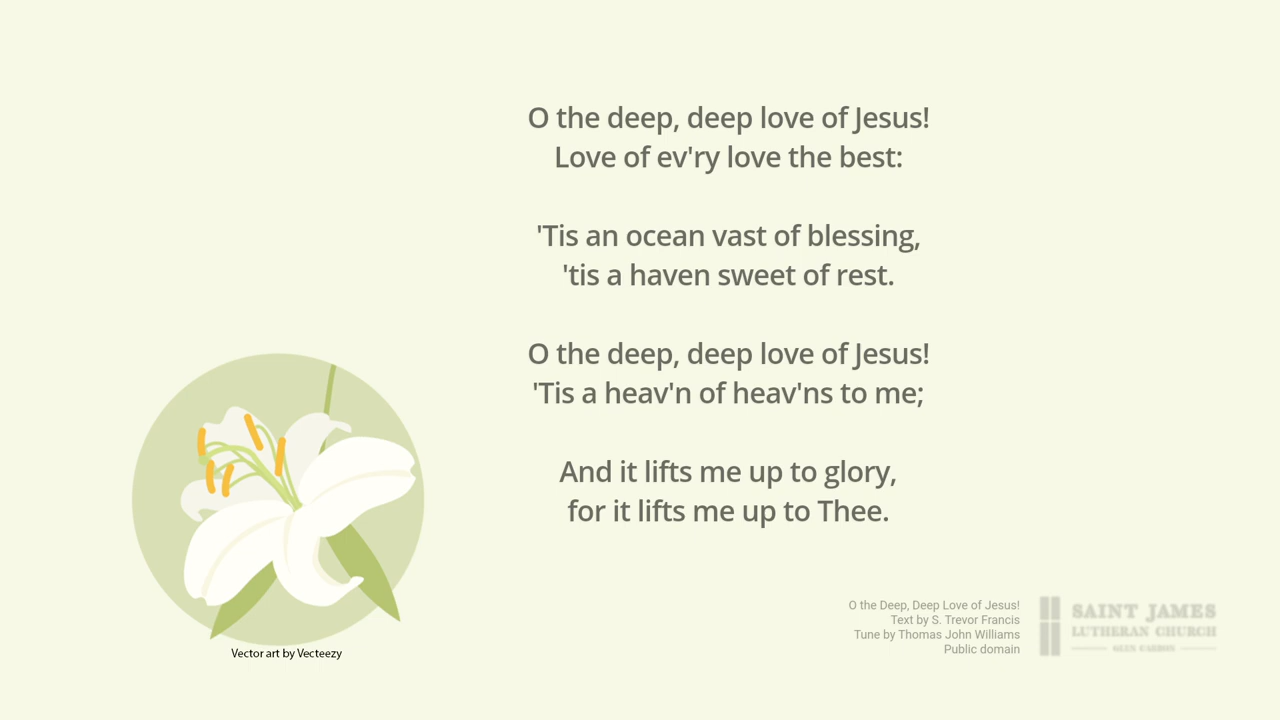 O the deep, deep love of Jesus!
Love of ev'ry love the best:
'Tis an ocean vast of blessing,
'tis a haven sweet of rest.
O the deep, deep love of Jesus!
'Tis a heav'n of heav'ns to me;
And it lifts me up to glory,
for it lifts me up to Thee.
Vector art by Vecteezy
O the Deep, Deep Love of Jesus!
Text by S. Trevor Francis
Tune by Thomas John Williams
Public domain
SAINT JAMES
LUTHERAN CHURCH
GLEN CARBON